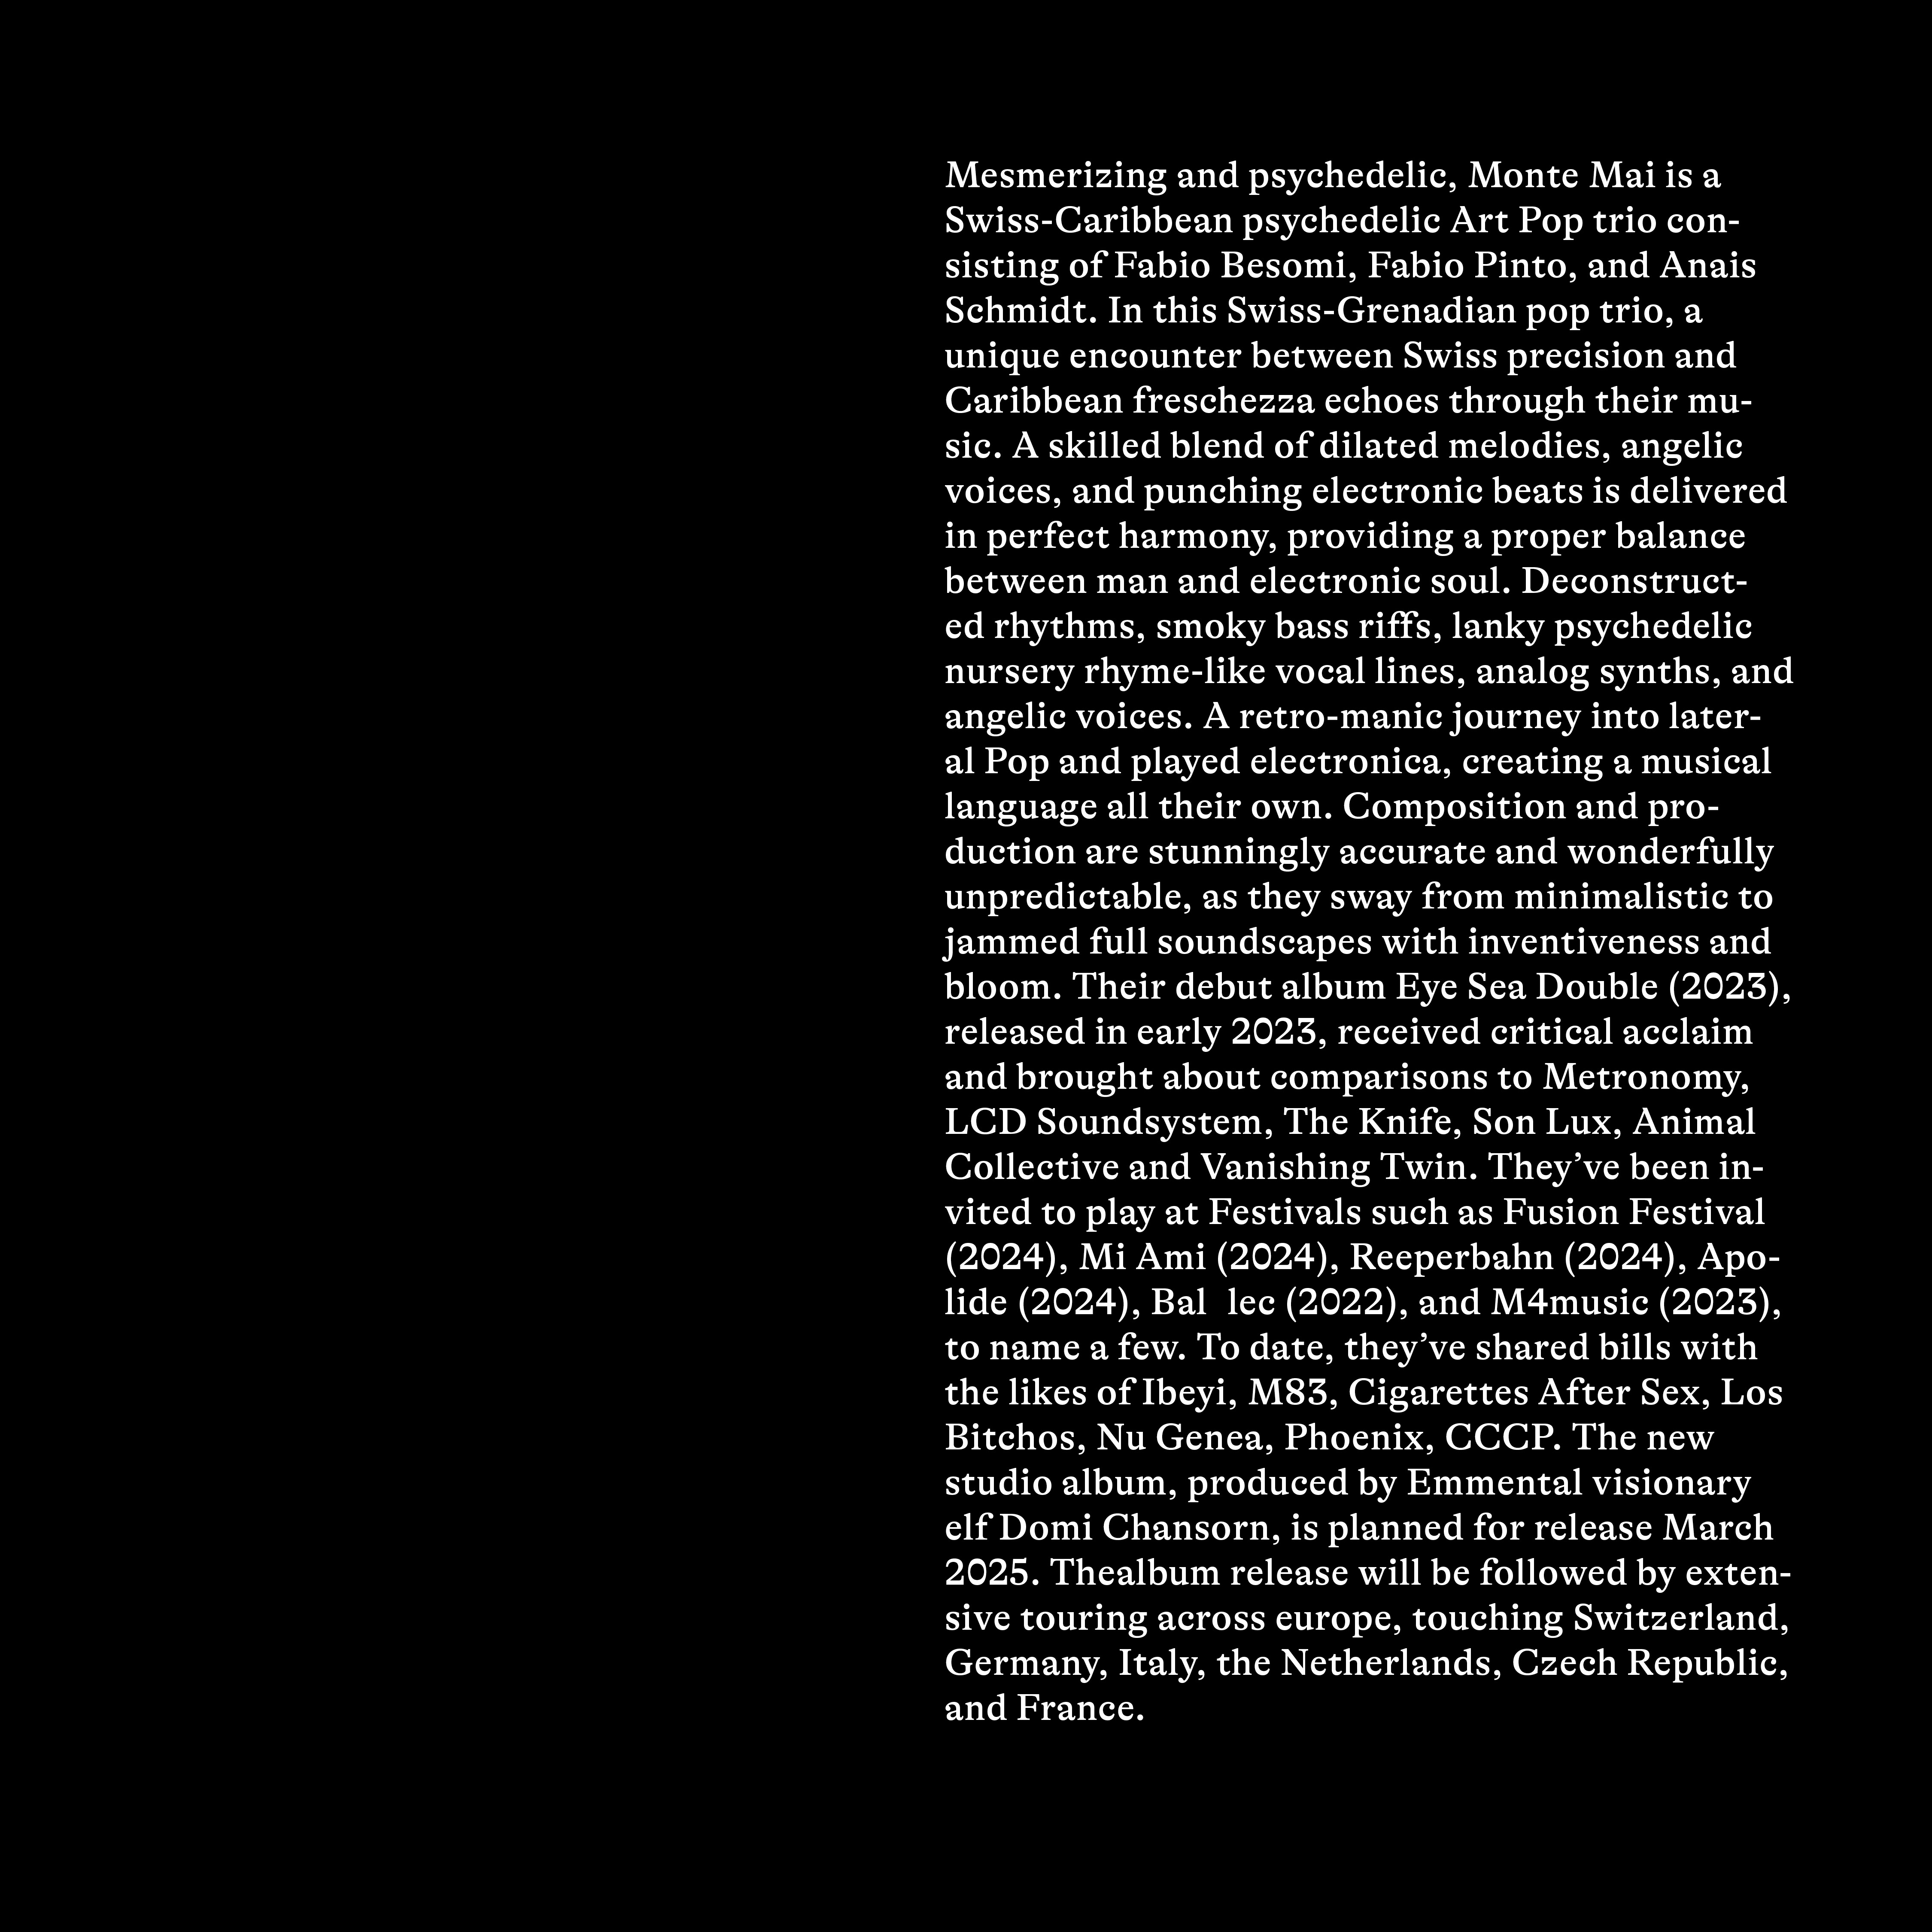 Mesmerizing and psychedelic, Monte Mai is a
Swiss-Caribbean psychedelic Art Pop trio con-
sisting of Fabio Besomi, Fabio Pinto, and Anais
Schmidt. In this Swiss-Grenadian pop trio, a
unique encounter between Swiss precision and
Caribbean freschezza echoes through their mu-
sic. A skilled blend of dilated melodies, angelic
voices, and punching electronic beats is delivered
in perfect harmony, providing a proper balance
between man and electronic soul. Deconstruct-
ed rhythms, smoky bass riffs, lanky psychedelic
nursery rhyme-like vocal lines, analog synths, and
angelic voices. A retro-manic journey into later-
al Pop and played electronica, creating a musical
language all their own. Composition and pro-
duction are stunningly accurate and wonderfully
unpredictable, as they sway from minimalistic to
jammed full soundscapes with inventiveness and
bloom. Their debut album Eye Sea Double (2023),
released in early 2023, received critical acclaim
and brought about comparisons to Metronomy,
LCD Soundsystem, The Knife, Son Lux, Animal
Collective and Vanishing Twin. They’ve been in-
vited to play at Festivals such as Fusion Festival
(2024), Mi Ami (2024), Reeperbahn (2024), Apo-
lide (2024), Bal  lec (2022), and M4music (2023),
to name a few. To date, they’ve shared bills with
the likes of Ibeyi, M83, Cigarettes After Sex, Los
Bitchos, Nu Genea, Phoenix, CCCP. The new
studio album, produced by Emmental visionary
elf Domi Chansorn, is planned for release March
2025. Thealbum release will be followed by exten-
sive touring across europe, touching Switzerland,
Germany, Italy, the Netherlands, Czech Republic,
and France.